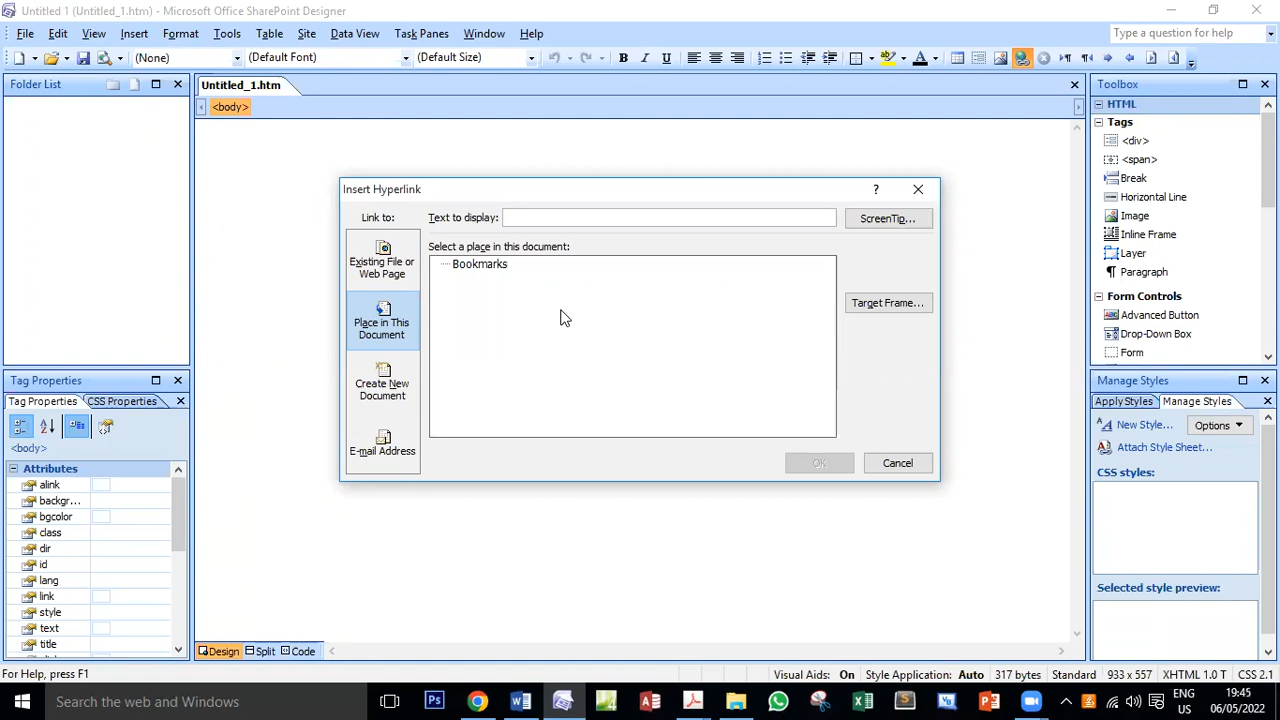 Untitled 1 (Untitled_1.htm) - Microsoft Office SharePoint Designer
File Edit View Insert Format Tools Table Site Data View Task Panes Window Help
Type a question for help
(None) (Default Font) (Default Size) B I U A
Folder List
Untitled_1.htm
<body>
Toolbox
HTML
Tags
<div>
<span>
Break
Horizontal Line
Image
Inline Frame
Layer
Paragraph
Form Controls
Advanced Button
Drop-Down Box
Form
Insert Hyperlink
Link to:
Text to display:
ScreenTip...
Select a place in this document:
Existing File or
Web Page
Bookmarks
Place in This
Document
Target Frame...
Create New
Document
E-mail Address
OK
Cancel
Tag Properties
Tag Properties CSS Properties
<body>
Attributes
alink
backgr...
bgcolor
class
dir
id
lang
link
style
text
title
Manage Styles
Apply Styles Manage Styles
New Style... Options
Attach Style Sheet...
CSS styles:
Selected style preview:
Design Split Code
For Help, press F1
Visual Aids: On Style Application: Auto 317 bytes Standard 933 x 557 XHTML 1.0 T CSS 2.1
Search the web and Windows
ENG
US
19:45
06/05/2022